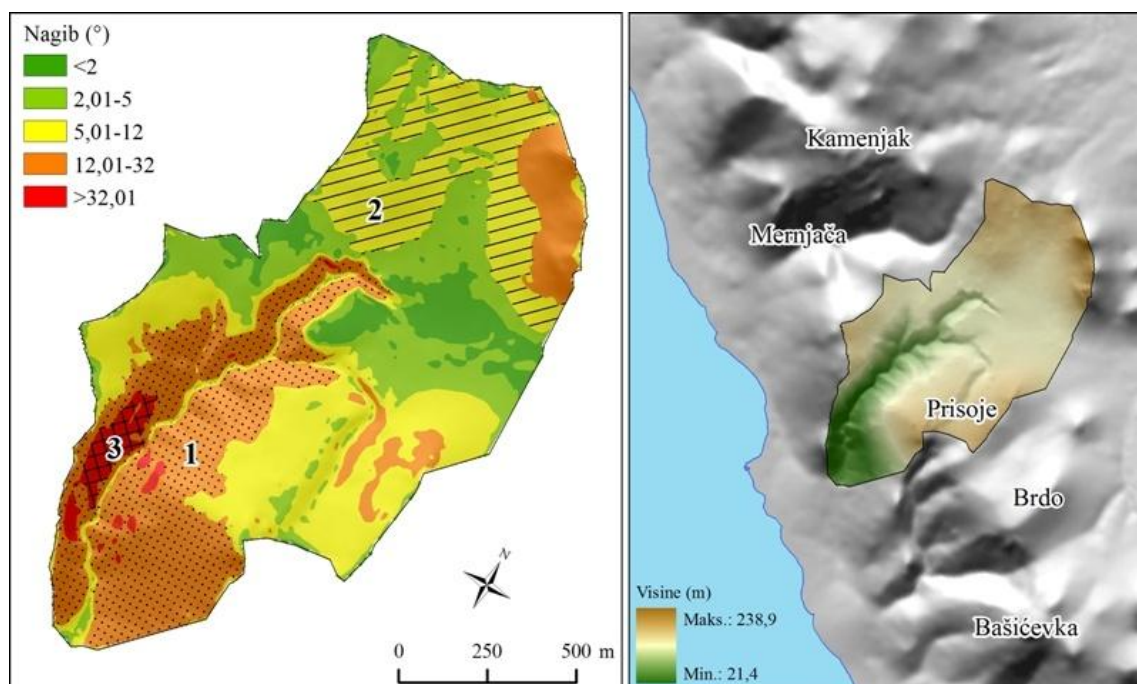 Nagib (°)
<2
2,01-5
5,01-12
12,01-32
>32,01
2
3
1
N
0 250 500 m
Kamenjak
Mernjača
Prisoje
Brdo
Bašićevka
Visine (m)
Maks.: 238,9
Min.: 21,4